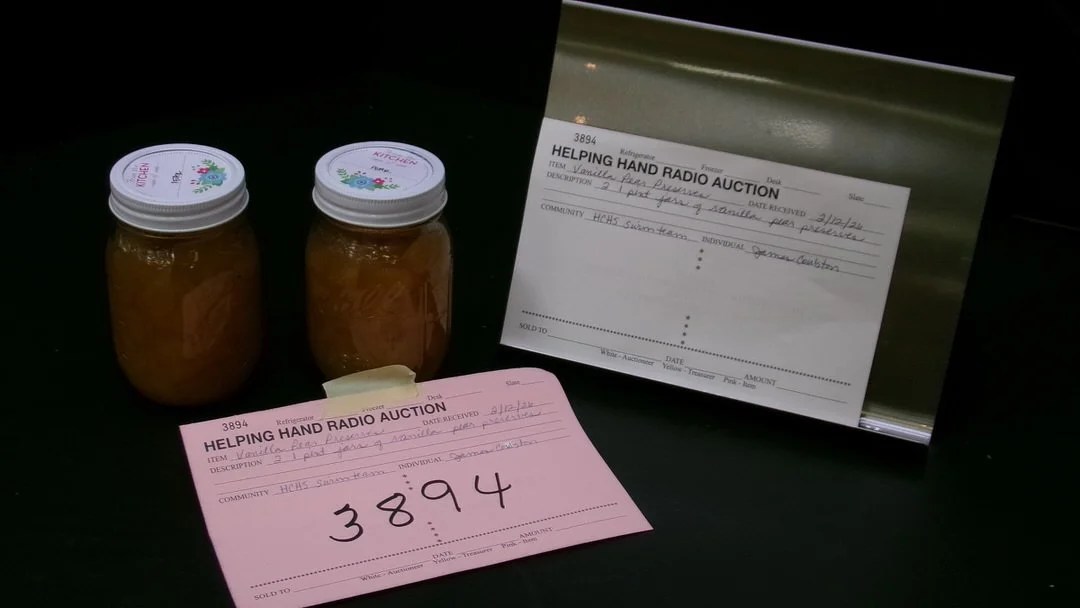 KITCHEN
KITCHEN
3894
Refrigerator Freezer Desk
HELPING HAND RADIO AUCTION
Slate
ITEM Vanilla Pear Preserves DATE RECEIVED 2/12/26
DESCRIPTION 2 1 pint jars of vanilla pear preserves
COMMUNITY HCHS swim team INDIVIDUAL James
SOLD TO DATE AMOUNT
White - Auctioneer Yellow - Treasurer Pink - Item
3894
Refrigerator Freezer Desk
Slate
HELPING HAND RADIO AUCTION
ITEM Vanilla Pear Preserves DATE RECEIVED 2/12/26
DESCRIPTION 2 1 pint jars of vanilla pear preserves
COMMUNITY HCHS swim team INDIVIDUAL James
3894
SOLD TO DATE AMOUNT
White - Auctioneer Yellow - Treasurer Pink - Item